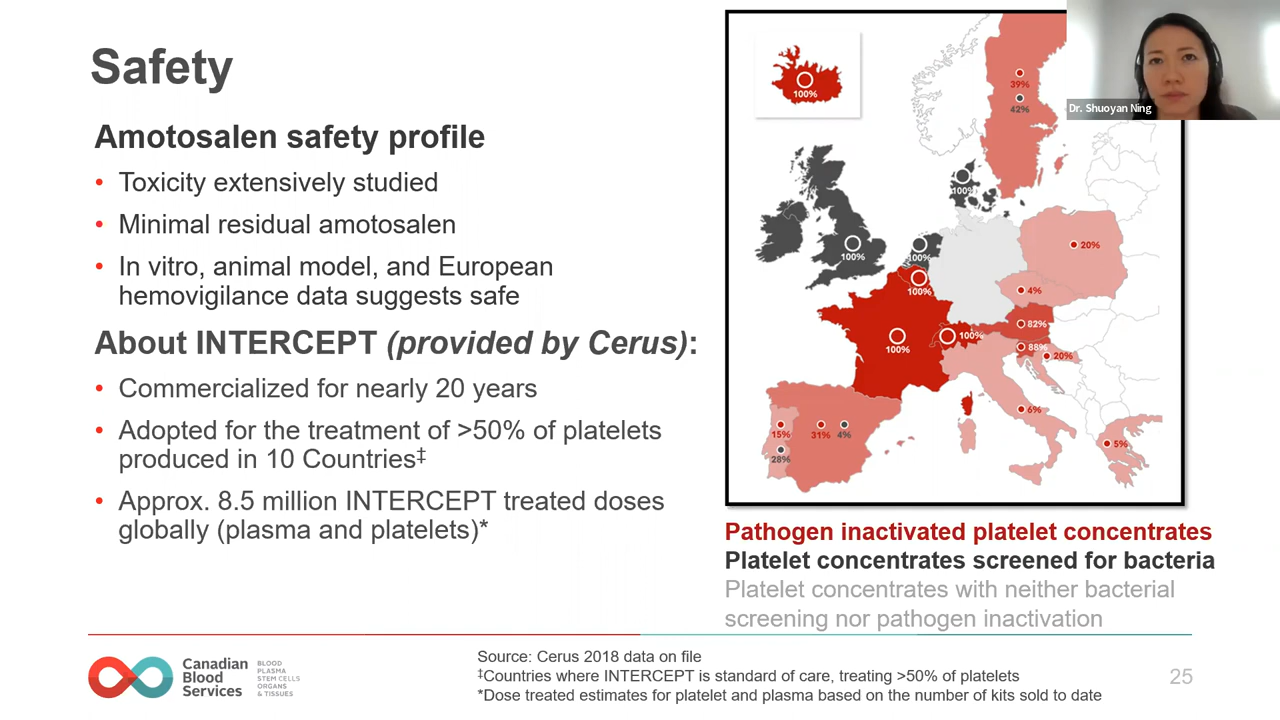 Safety
Amotosalen safety profile
• Toxicity extensively studied
• Minimal residual amotosalen
• In vitro, animal model, and European
hemovigilance data suggests safe
About INTERCEPT (provided by Cerus):
• Commercialized for nearly 20 years
• Adopted for the treatment of >50% of platelets
produced in 10 Countries‡
• Approx. 8.5 million INTERCEPT treated doses
globally (plasma and platelets)*
Dr. Shuoyan Ning
100%
39%
42%
100%
100%
100%
20%
100%
4%
82%
100%
100%
88%
20%
6%
15%
31%
4%
5%
28%
Pathogen inactivated platelet concentrates
Platelet concentrates screened for bacteria
Platelet concentrates with neither bacterial
screening nor pathogen inactivation
Canadian
Blood
Services
BLOOD
PLASMA
STEM CELLS
ORGANS
& TISSUES
Source: Cerus 2018 data on file
‡Countries where INTERCEPT is standard of care, treating >50% of platelets
*Dose treated estimates for platelet and plasma based on the number of kits sold to date
25